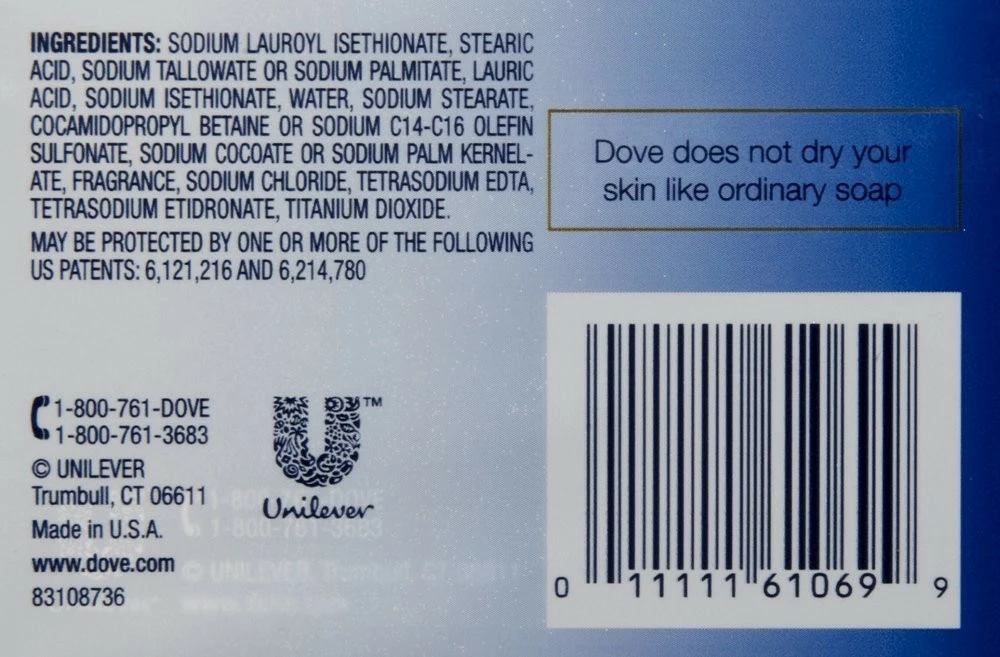 INGREDIENTS: SODIUM LAUROYL ISETHIONATE, STEARIC
ACID, SODIUM TALLOWATE OR SODIUM PALMITATE, LAURIC
ACID, SODIUM ISETHIONATE, WATER, SODIUM STEARATE,
COCAMIDOPROPYL BETAINE OR SODIUM C14-C16 OLEFIN
SULFONATE, SODIUM COCOATE OR SODIUM PALM KERNEL-
ATE, FRAGRANCE, SODIUM CHLORIDE, TETRASODIUM EDTA,
TETRASODIUM ETIDRONATE, TITANIUM DIOXIDE.
MAY BE PROTECTED BY ONE OR MORE OF THE FOLLOWING
US PATENTS: 6,121,216 AND 6,214,780
Dove does not dry your
skin like ordinary soap
1-800-761-DOVE
1-800-761-3683
© UNILEVER
Trumbull, CT 06611
Made in U.S.A.
www.dove.com
83108736
U™
Unilever
0 11111 61069 9